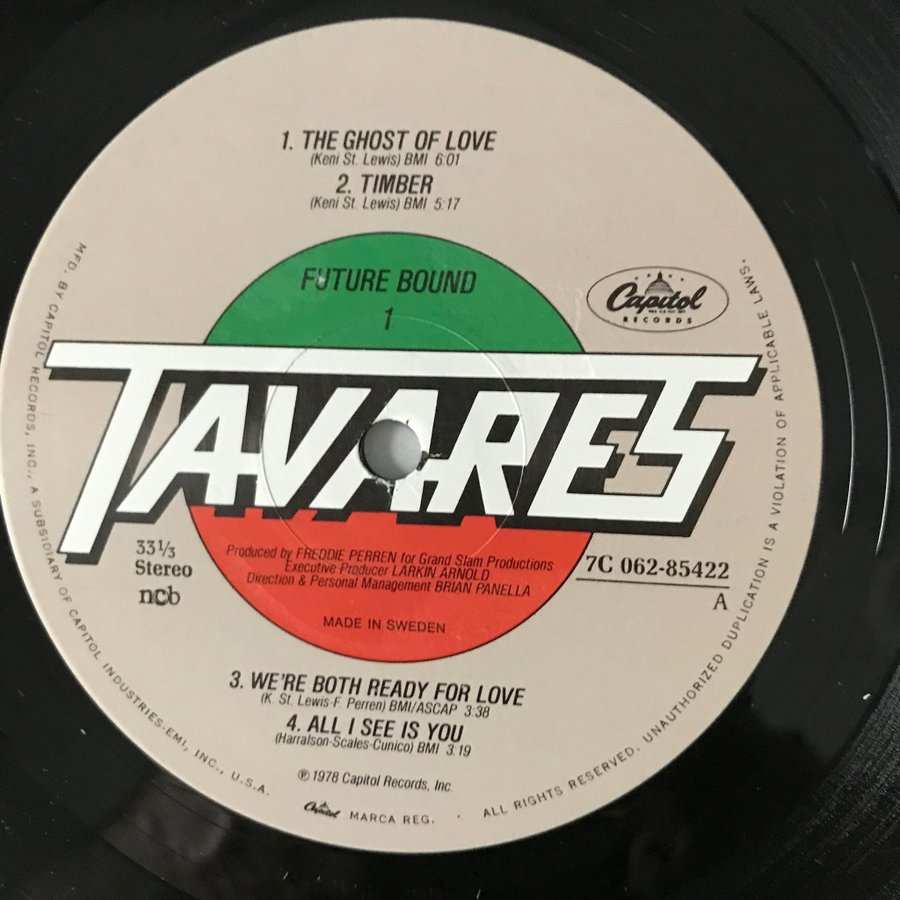 1. THE GHOST OF LOVE
(Keni St. Lewis) BMI 6:01
2. TIMBER
(Keni St. Lewis) BMI 5:17
FUTURE BOUND
1
Capitol
RECORDS
TAVARES
33⅓
Stereo
ncb
Produced by FREDDIE PERREN for Grand Slam Productions
Executive Producer LARKIN ARNOLD
Direction & Personal Management BRIAN PANELLA
MADE IN SWEDEN
7C 062-85422
A
3. WE'RE BOTH READY FOR LOVE
(K. St. Lewis-F. Perren) BMI/ASCAP 3:38
4. ALL I SEE IS YOU
(Harralson-Scales-Cunico) BMI 3:19
℗ 1978 Capitol Records, Inc.
MFD. BY CAPITOL RECORDS, INC., A SUBSIDIARY OF CAPITOL INDUSTRIES-EMI, INC., U.S.A.
Capitol MARCA REG. · ALL RIGHTS RESERVED. UNAUTHORIZED DUPLICATION IS A VIOLATION OF APPLICABLE LAWS.